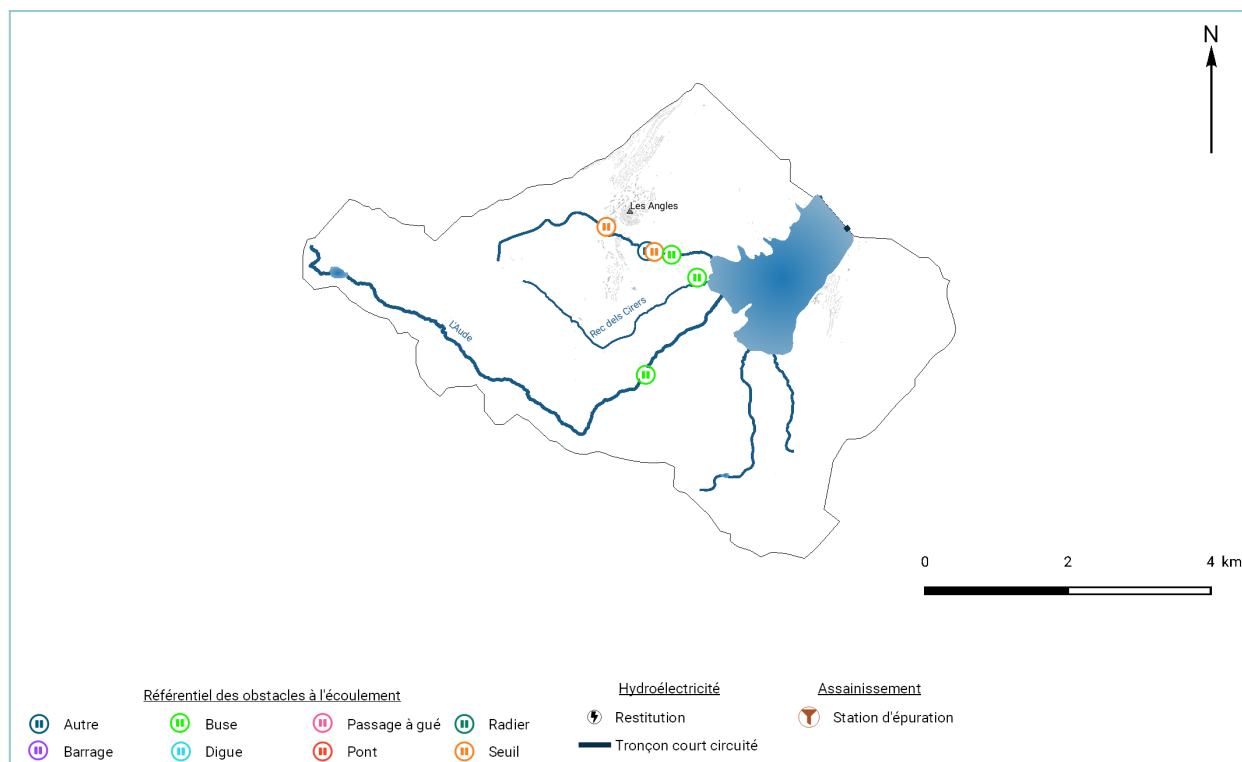 N
Les Angles
Rec dels Cirers
L'Aude
0 2 4 km
Référentiel des obstacles à l'écoulement
Autre Buse Passage à gué Radier
Barrage Digue Pont Seuil
Hydroélectricité
Restitution
Tronçon court circuité
Assainissement
Station d'épuration